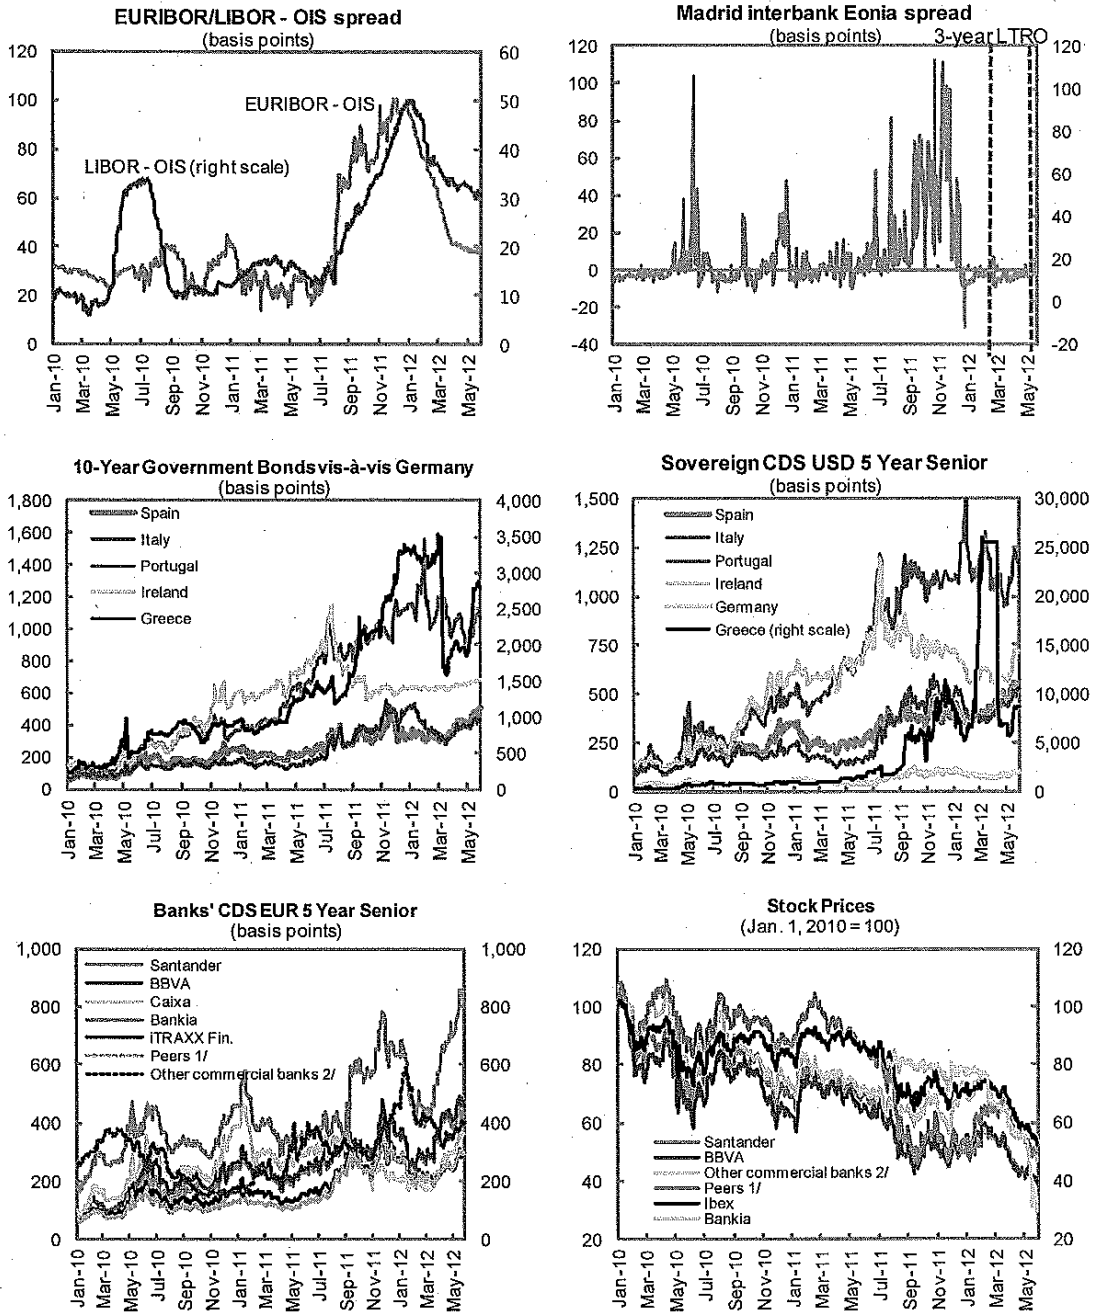 EURIBOR/LIBOR - OIS spread
(basis points)
120
100
80
60
40
20
0
60
50
40
30
20
10
0
EURIBOR - OIS
LIBOR - OIS (right scale)
Jan-10
Mar-10
May-10
Jul-10
Sep-10
Nov-10
Jan-11
Mar-11
May-11
Jul-11
Sep-11
Nov-11
Jan-12
Mar-12
May-12
Madrid interbank Eonia spread
(basis points)
3-year LTRO
120
100
80
60
40
20
0
-20
-40
120
100
80
60
40
20
0
-20
Jan-10
Mar-10
May-10
Jul-10
Sep-10
Nov-10
Jan-11
Mar-11
May-11
Jul-11
Sep-11
Nov-11
Jan-12
Mar-12
May-12
10-Year Government Bonds vis-à-vis Germany
(basis points)
1,800
1,600
1,400
1,200
1,000
800
600
400
200
0
4,000
3,500
3,000
2,500
2,000
1,500
1,000
500
0
Spain
Italy
Portugal
Ireland
Greece
Jan-10
Mar-10
May-10
Jul-10
Sep-10
Nov-10
Jan-11
Mar-11
May-11
Jul-11
Sep-11
Nov-11
Jan-12
Mar-12
May-12
Sovereign CDS USD 5 Year Senior
(basis points)
1,500
1,250
1,000
750
500
250
0
30,000
25,000
20,000
15,000
10,000
5,000
0
Spain
Italy
Portugal
Ireland
Germany
Greece (right scale)
Jan-10
Mar-10
May-10
Jul-10
Sep-10
Nov-10
Jan-11
Mar-11
May-11
Jul-11
Sep-11
Nov-11
Jan-12
Mar-12
May-12
Banks' CDS EUR 5 Year Senior
(basis points)
1,000
800
600
400
200
0
1,000
800
600
400
200
0
Santander
BBVA
Caixa
Bankia
iTRAXX Fin.
Peers 1/
Other commercial banks 2/
Jan-10
Mar-10
May-10
Jul-10
Sep-10
Nov-10
Jan-11
Mar-11
May-11
Jul-11
Sep-11
Nov-11
Jan-12
Mar-12
May-12
Stock Prices
(Jan. 1, 2010 = 100)
120
100
80
60
40
20
120
100
80
60
40
20
Santander
BBVA
Other commercial banks 2/
Peers 1/
Ibex
Bankia
Jan-10
Mar-10
May-10
Jul-10
Sep-10
Nov-10
Jan-11
Mar-11
May-11
Jul-11
Sep-11
Nov-11
Jan-12
Mar-12
May-12